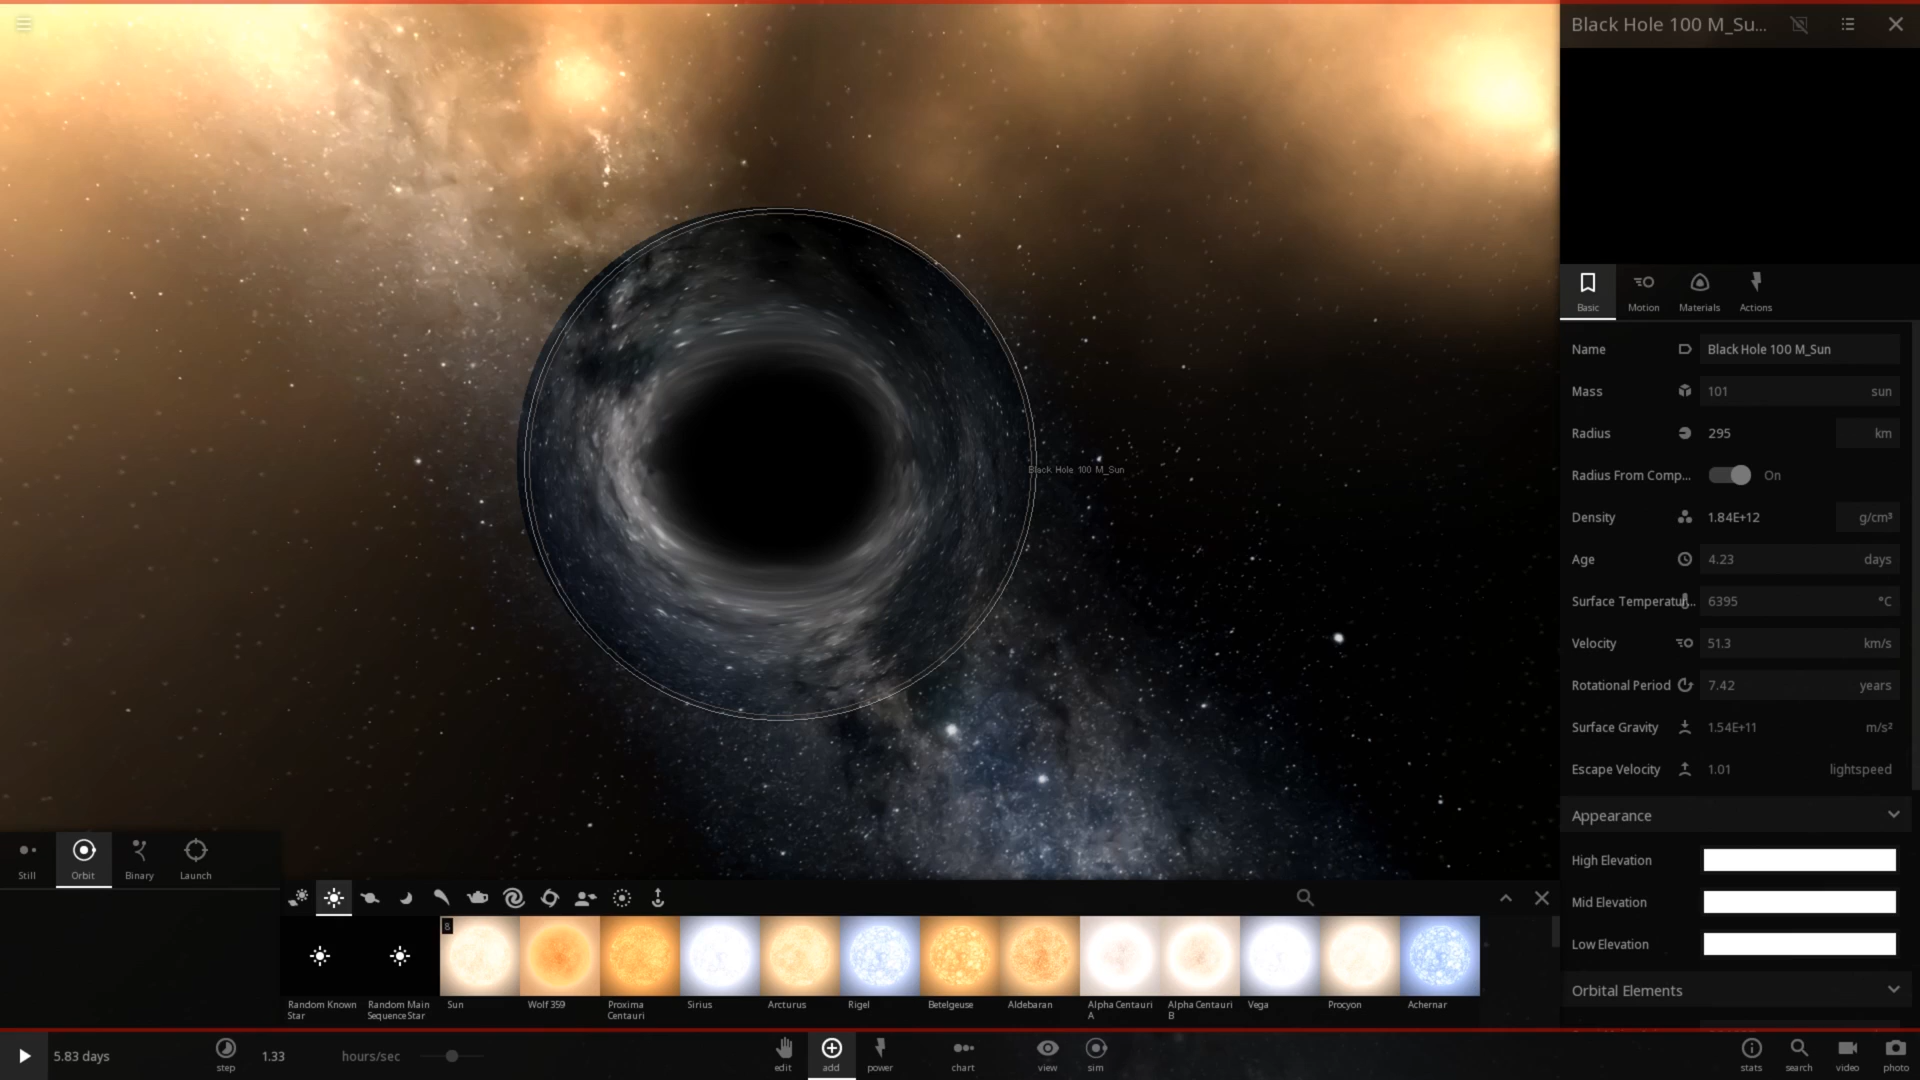 Black Hole 100 M_Su...
Basic
Motion
Materials
Actions
Name
Black Hole 100 M_Sun
Mass
101
sun
Radius
295
km
Radius From Comp...
On
Density
1.84E+12
g/cm³
Age
4.23
days
Surface Temperatu...
6395
°C
Velocity
51.3
km/s
Rotational Period
7.42
years
Surface Gravity
1.54E+11
m/s²
Escape Velocity
1.01
lightspeed
Appearance
High Elevation
Mid Elevation
Low Elevation
Orbital Elements
Black Hole 100 M_Sun
Still
Orbit
Binary
Launch
8
Random Known
Star
Random Main
Sequence Star
Sun
Wolf 359
Proxima
Centauri
Sirius
Arcturus
Rigel
Betelgeuse
Aldebaran
Alpha Centauri
A
Alpha Centauri
B
Vega
Procyon
Achernar
5.83 days
step
1.33
hours/sec
edit
add
power
chart
view
sim
stats
search
video
photo